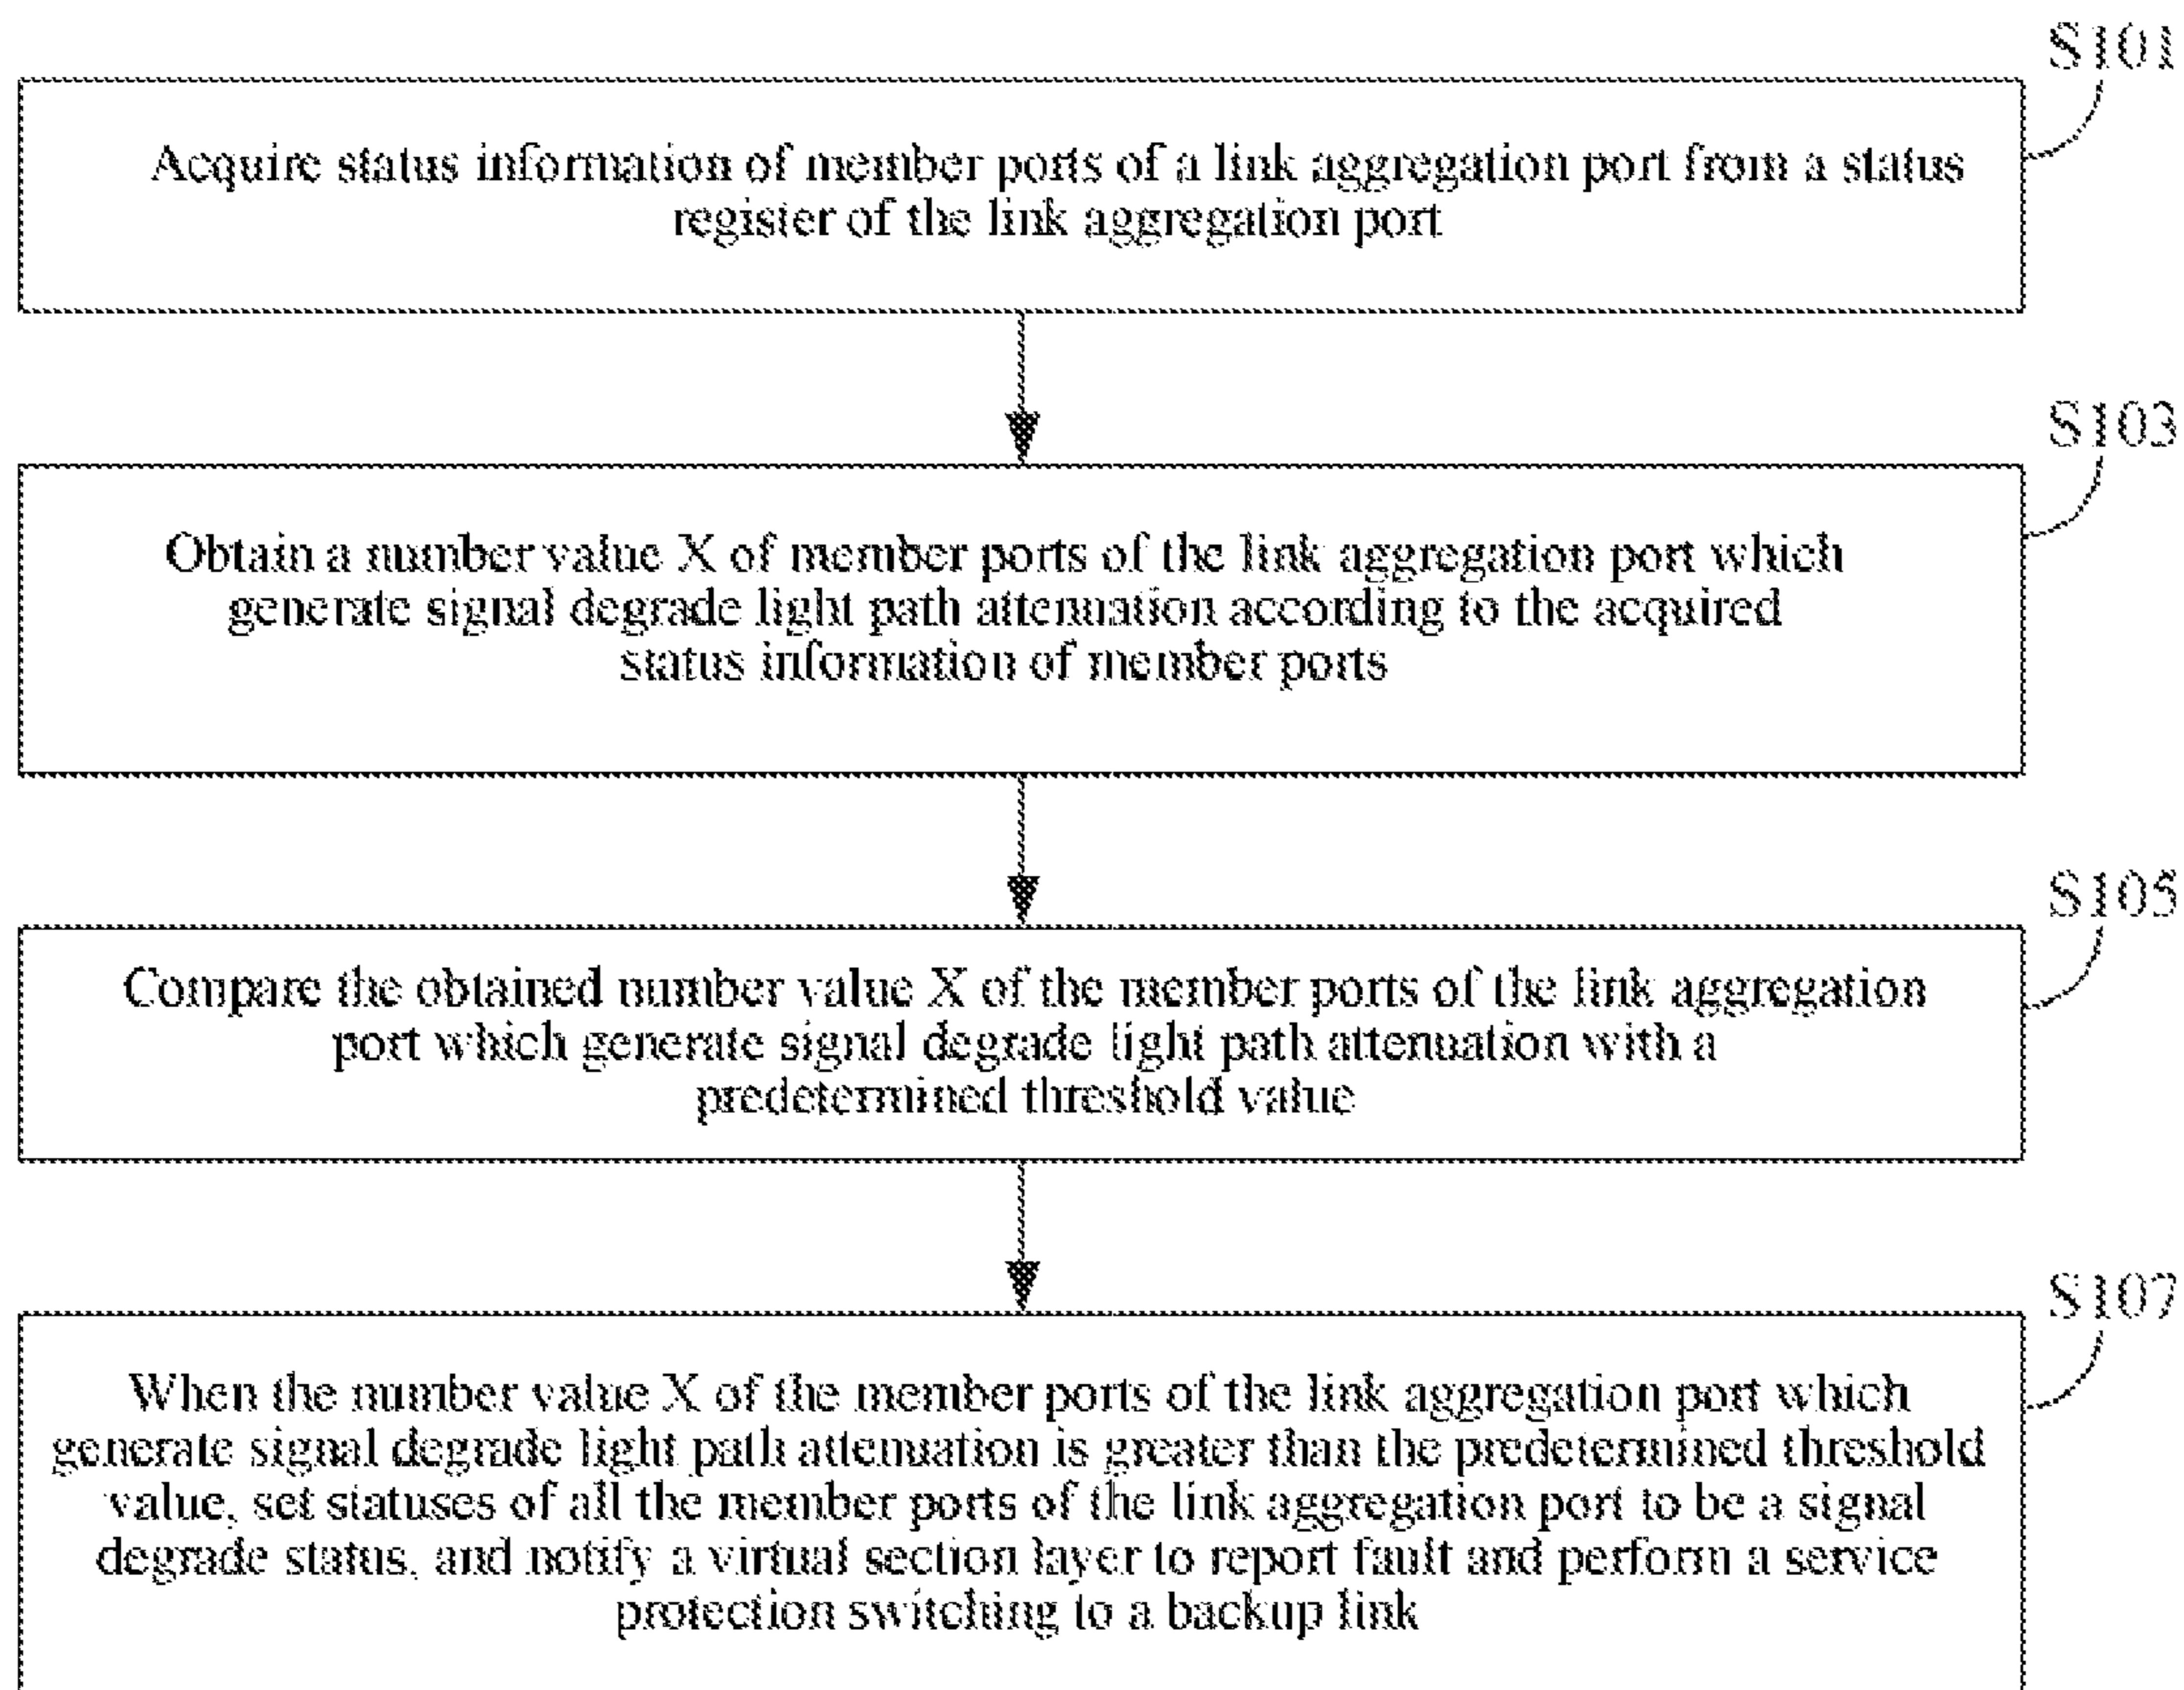 S101
Acquire status information of member ports of a link aggregation port from a status
register of the link aggregation port
S103
Obtain a number value X of member ports of the link aggregation port which
generate signal degrade light path attenuation according to the acquired
status information of member ports
S105
Compare the obtained number value X of the member ports of the link aggregation
port which generate signal degrade light path attenuation with a
predetermined threshold value
S107
When the number value X of the member ports of the link aggregation port which
generate signal degrade light path attenuation is greater than the predetermined threshold
value, set statuses of all the member ports of the link aggregation port to be a signal
degrade status, and notify a virtual section layer to report fault and perform a service
protection switching to a backup link